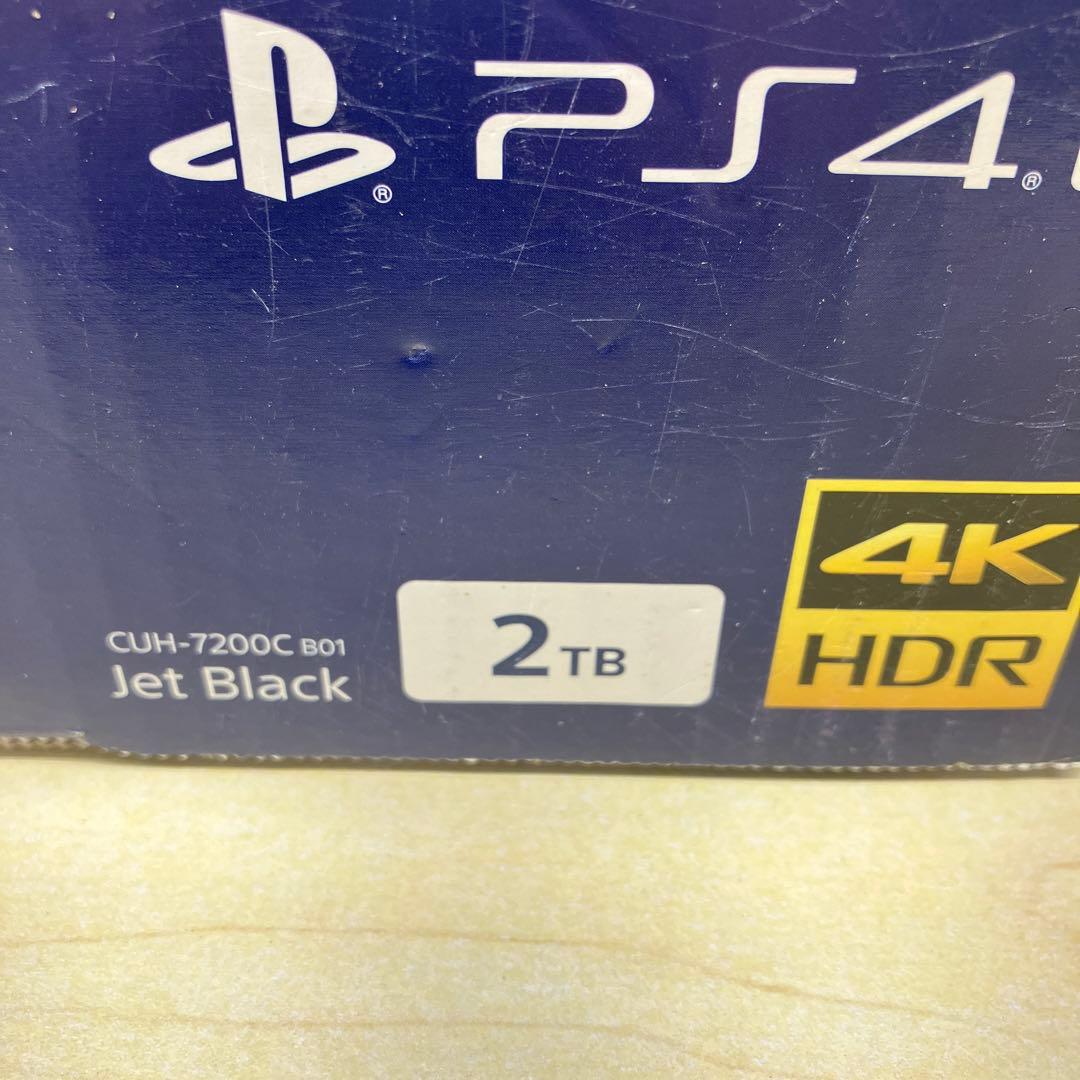 PS4®
CUH-7200C B01
Jet Black
2TB
4K
HDR